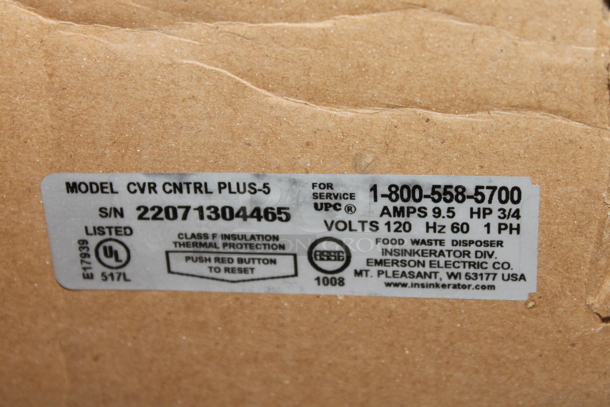 MODEL CVR CNTRL PLUS-5
S/N 22071304465
FOR SERVICE 1-800-558-5700
UPC ®
AMPS 9.5 HP 3/4
VOLTS 120 Hz 60 1 PH
LISTED
UL
517L
E17939
CLASS F INSULATION
THERMAL PROTECTION
PUSH RED BUTTON
TO RESET
ASSE
1008
FOOD WASTE DISPOSER
INSINKERATOR DIV.
EMERSON ELECTRIC CO.
MT. PLEASANT, WI 53177 USA
www.insinkerator.com